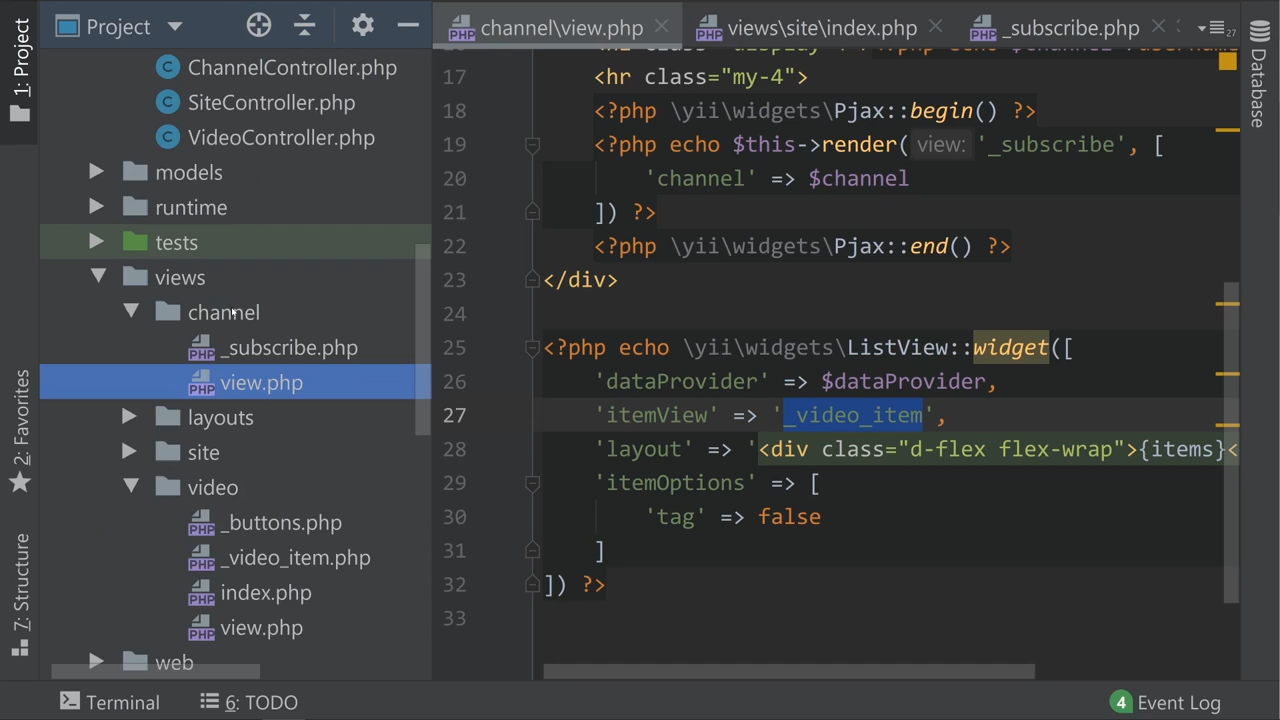 Project
channel\view.php
views\site\index.php
_subscribe.php
27
1: Project
2: Favorites
7: Structure
Database
ChannelController.php
SiteController.php
VideoController.php
models
runtime
tests
views
channel
_subscribe.php
view.php
layouts
site
video
_buttons.php
_video_item.php
index.php
view.php
web
17 <hr class="my-4">
18 <?php \yii\widgets\Pjax::begin() ?>
19 <?php echo $this->render( view: '_subscribe', [
20 'channel' => $channel
21 ]) ?>
22 <?php \yii\widgets\Pjax::end() ?>
23 </div>
24
25 <?php echo \yii\widgets\ListView::widget([
26 'dataProvider' => $dataProvider,
27 'itemView' => '_video_item',
28 'layout' => '<div class="d-flex flex-wrap">{items}<
29 'itemOptions' => [
30 'tag' => false
31 ]
32 ]) ?>
33
Terminal
6: TODO
4 Event Log